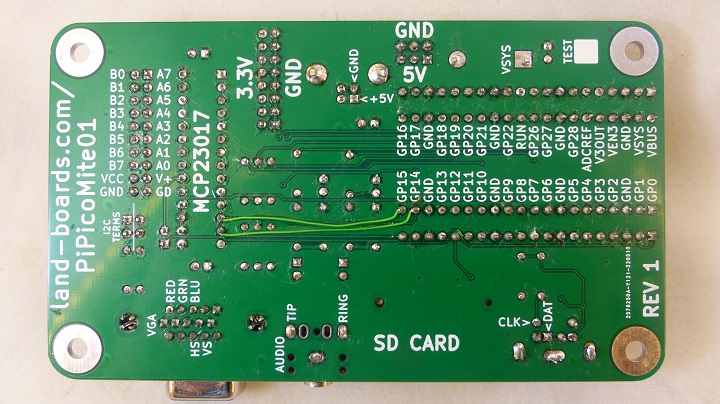 land-boards.com/
PiPicoMite01
B0 A7
B1 A6
B2 A5
B3 A4
B4 A3
B5 A2
B6 A1
B7 A0
VCC V+
GND GD
MCP23017
I2C
TERMS
3.3V
GND
<GND
<+5V
GND
5V
VSYS
TEST
GP16
GP17
GND
GP18
GP19
GP20
GP21
GND
GP22
RUN
GP26
GP27
GND
GP28
ADCREF
V3OUT
VEN3
GND
VSYS
VBUS
GP15
GP14
GND
GP13
GP12
GP11
GP10
GND
GP9
GP8
GP7
GP6
GND
GP5
GP4
GP3
GP2
GND
GP1
GP0
VGA
RED
GRN
BLU
HS
VS
AUDIO
TIP
RING
SD CARD
CLK>
<DAT
REV 1